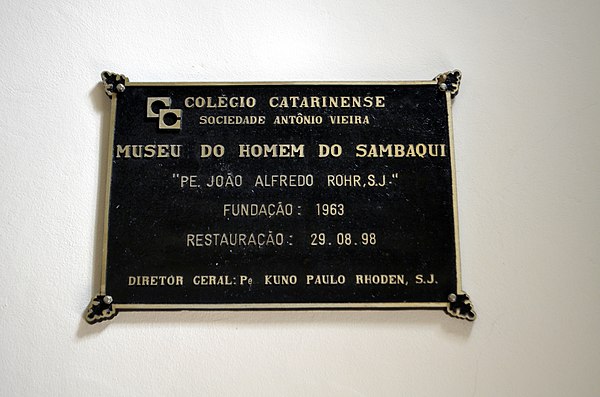 COLÉGIO CATARINENSE
SOCIEDADE ANTÔNIO VIEIRA
MUSEU DO HOMEM DO SAMBAQUI
"PE. JOÃO ALFREDO ROHR, S.J."
FUNDAÇÃO: 1963
RESTAURAÇÃO: 29.08.98
DIRETOR GERAL: Pe KUNO PAULO RHODEN, S.J.